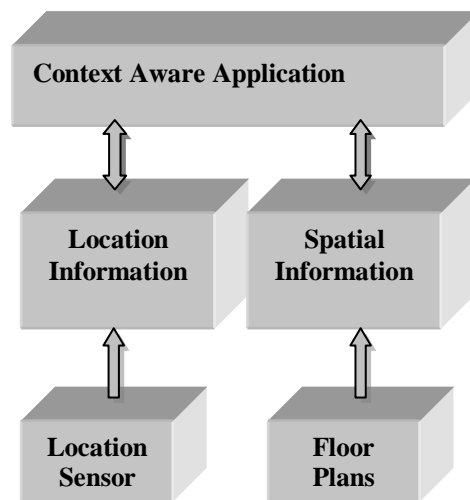 Context Aware Application
Location
Information
Spatial
Information
Location
Sensor
Floor
Plans